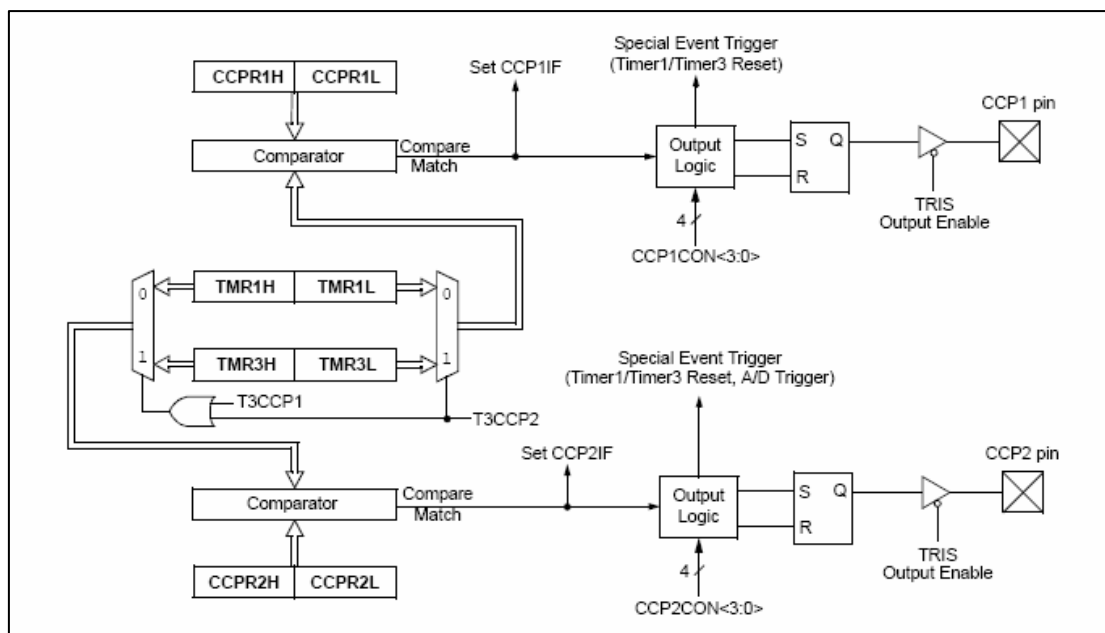 Special Event Trigger
(Timer1/Timer3 Reset)
Set CCP1IF
CCPR1H CCPR1L
CCP1 pin
Comparator
Compare
Match
Output
Logic
S Q
R
TRIS
Output Enable
4
CCP1CON<3:0>
0 TMR1H TMR1L 0
1 TMR3H TMR3L 1
T3CCP1
T3CCP2
Special Event Trigger
(Timer1/Timer3 Reset, A/D Trigger)
Set CCP2IF
CCP2 pin
Comparator
Compare
Match
Output
Logic
S Q
R
TRIS
Output Enable
4
CCPR2H CCPR2L
CCP2CON<3:0>